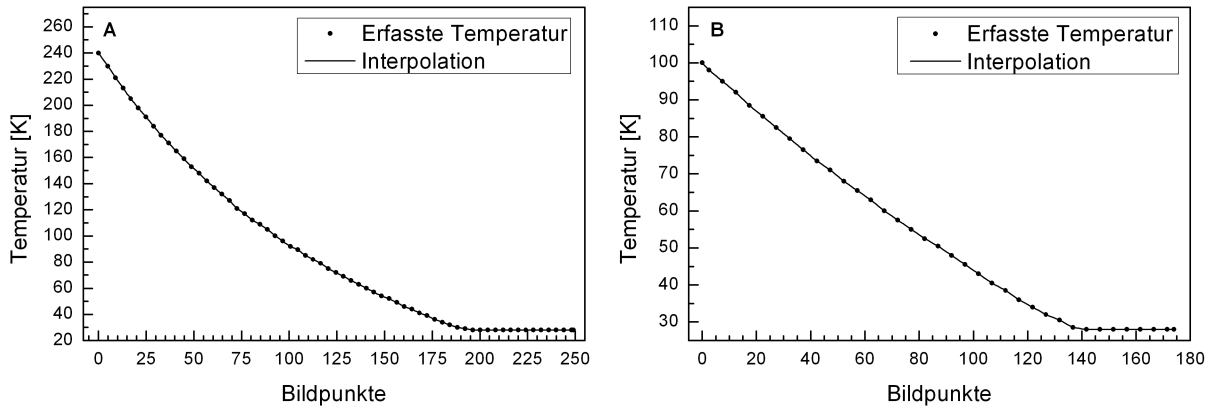 A
Erfasste Temperatur
Interpolation
260
240
220
200
180
160
140
120
100
80
60
40
20
Temperatur [K]
0 25 50 75 100 125 150 175 200 225 250
Bildpunkte
B
Erfasste Temperatur
Interpolation
110
100
90
80
70
60
50
40
30
Temperatur [K]
0 20 40 60 80 100 120 140 160 180
Bildpunkte